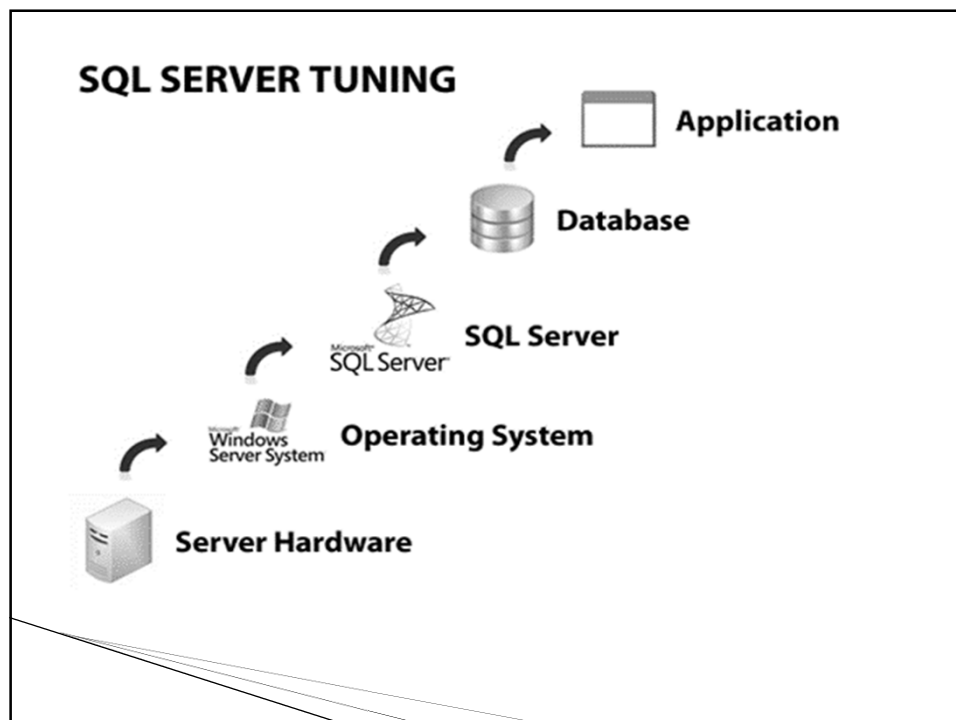 SQL SERVER TUNING
Application
Database
SQL Server
Microsoft
SQL Server
Operating System
Microsoft
Windows
Server System
Server Hardware